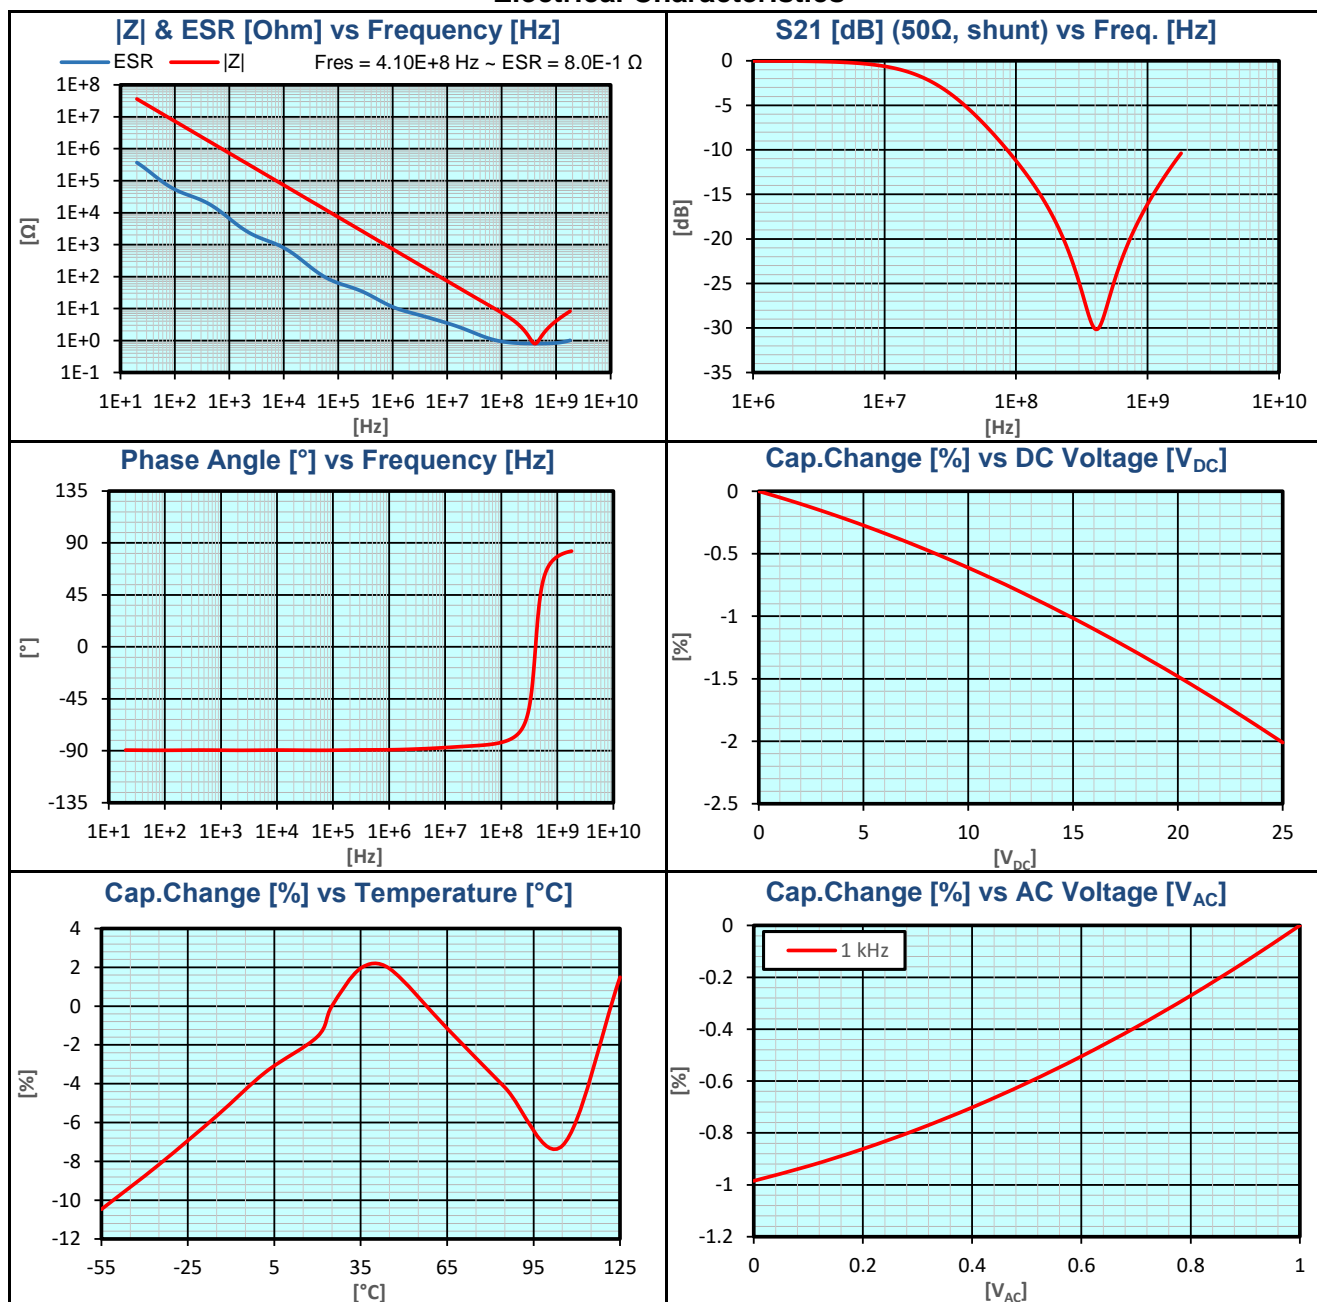 |Z| & ESR [Ohm] vs Frequency [Hz]
ESR |Z| Fres = 4.10E+8 Hz ~ ESR = 8.0E-1 Ω
1E+8
1E+7
1E+6
1E+5
1E+4
1E+3
1E+2
1E+1
1E+0
1E-1
[Ω]
1E+1 1E+2 1E+3 1E+4 1E+5 1E+6 1E+7 1E+8 1E+9 1E+10
[Hz]
S21 [dB] (50Ω, shunt) vs Freq. [Hz]
0
-5
-10
-15
-20
-25
-30
-35
[dB]
1E+6 1E+7 1E+8 1E+9 1E+10
[Hz]
Phase Angle [°] vs Frequency [Hz]
135
90
45
0
-45
-90
-135
[°]
1E+1 1E+2 1E+3 1E+4 1E+5 1E+6 1E+7 1E+8 1E+9 1E+10
[Hz]
Cap.Change [%] vs DC Voltage [VDC]
0
-0.5
-1
-1.5
-2
-2.5
[%]
0 5 10 15 20 25
[VDC]
Cap.Change [%] vs Temperature [°C]
4
2
0
-2
-4
-6
-8
-10
-12
[%]
-55 -25 5 35 65 95 125
[°C]
Cap.Change [%] vs AC Voltage [VAC]
1 kHz
0
-0.2
-0.4
-0.6
-0.8
-1
-1.2
[%]
0 0.2 0.4 0.6 0.8 1
[VAC]